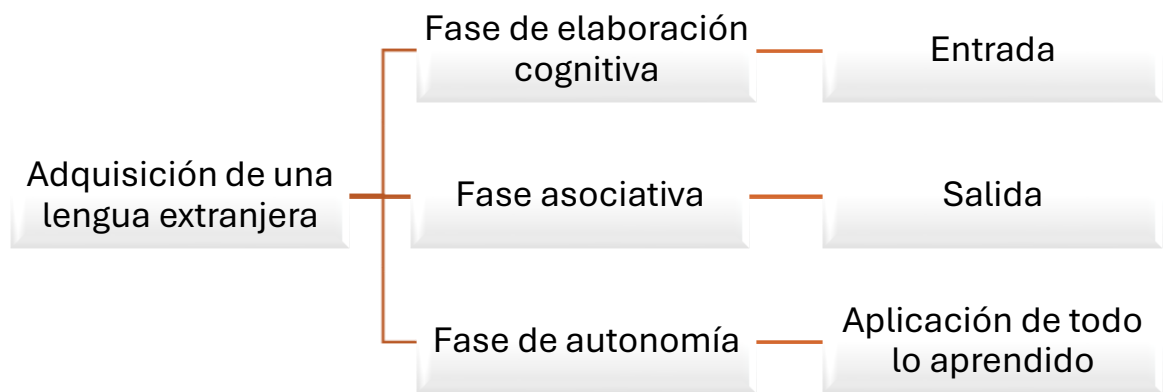 Fase de elaboración
cognitiva
Entrada
Adquisición de una
lengua extranjera
Fase asociativa
Salida
Fase de autonomía
Aplicación de todo
lo aprendido